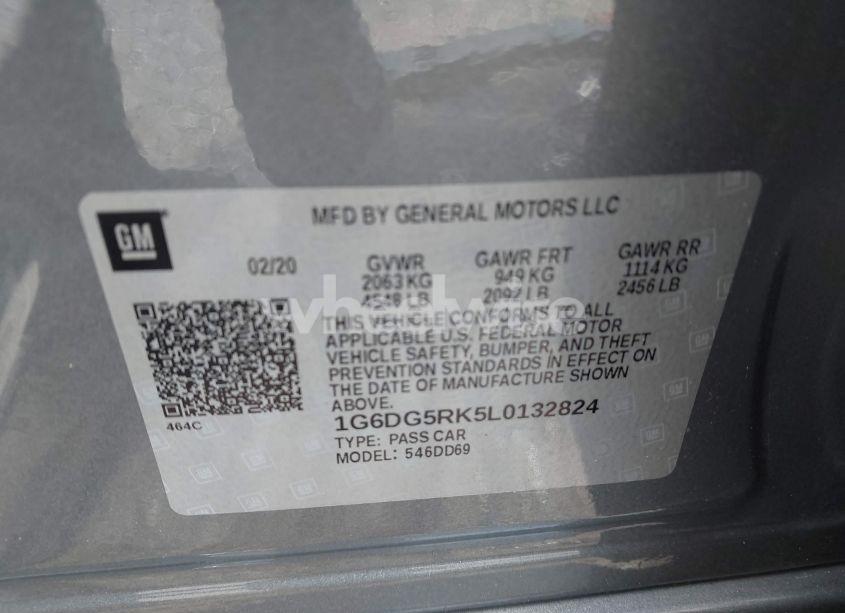 GM
MFD BY GENERAL MOTORS LLC
02/20 GVWR GAWR FRT GAWR RR
2063 KG 949 KG 1114 KG
4548 LB 2092 LB 2456 LB
THIS VEHICLE CONFORMS TO ALL
APPLICABLE U.S. FEDERAL MOTOR
VEHICLE SAFETY, BUMPER, AND THEFT
PREVENTION STANDARDS IN EFFECT ON
THE DATE OF MANUFACTURE SHOWN
ABOVE.
464C
1G6DG5RK5L0132824
TYPE: PASS CAR
MODEL: 546DD69